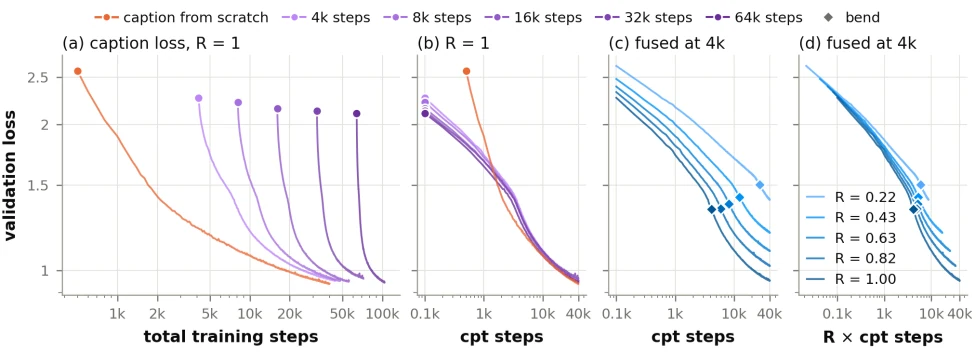 caption from scratch 4k steps 8k steps 16k steps 32k steps 64k steps bend
(a) caption loss, R = 1
(b) R = 1
(c) fused at 4k
(d) fused at 4k
validation loss
2.5
2
1.5
1
R = 0.22
R = 0.43
R = 0.63
R = 0.82
R = 1.00
1k 2k 5k 10k 20k 50k 100k
0.1k 1k 10k 40k
0.1k 1k 10k 40k
0.1k 1k 10k 40k
total training steps
cpt steps
cpt steps
R × cpt steps